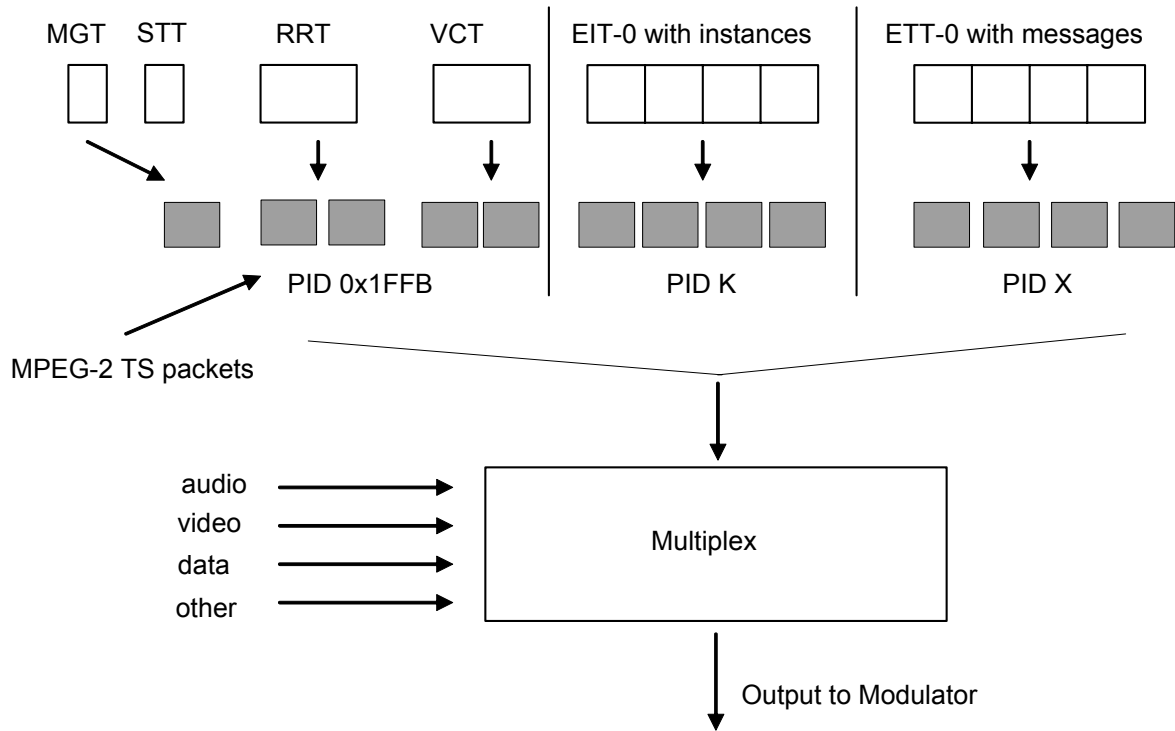 MGT STT RRT VCT EIT-0 with instances ETT-0 with messages
PID 0x1FFB PID K PID X
MPEG-2 TS packets
audio
video
data
other
Multiplex
Output to Modulator